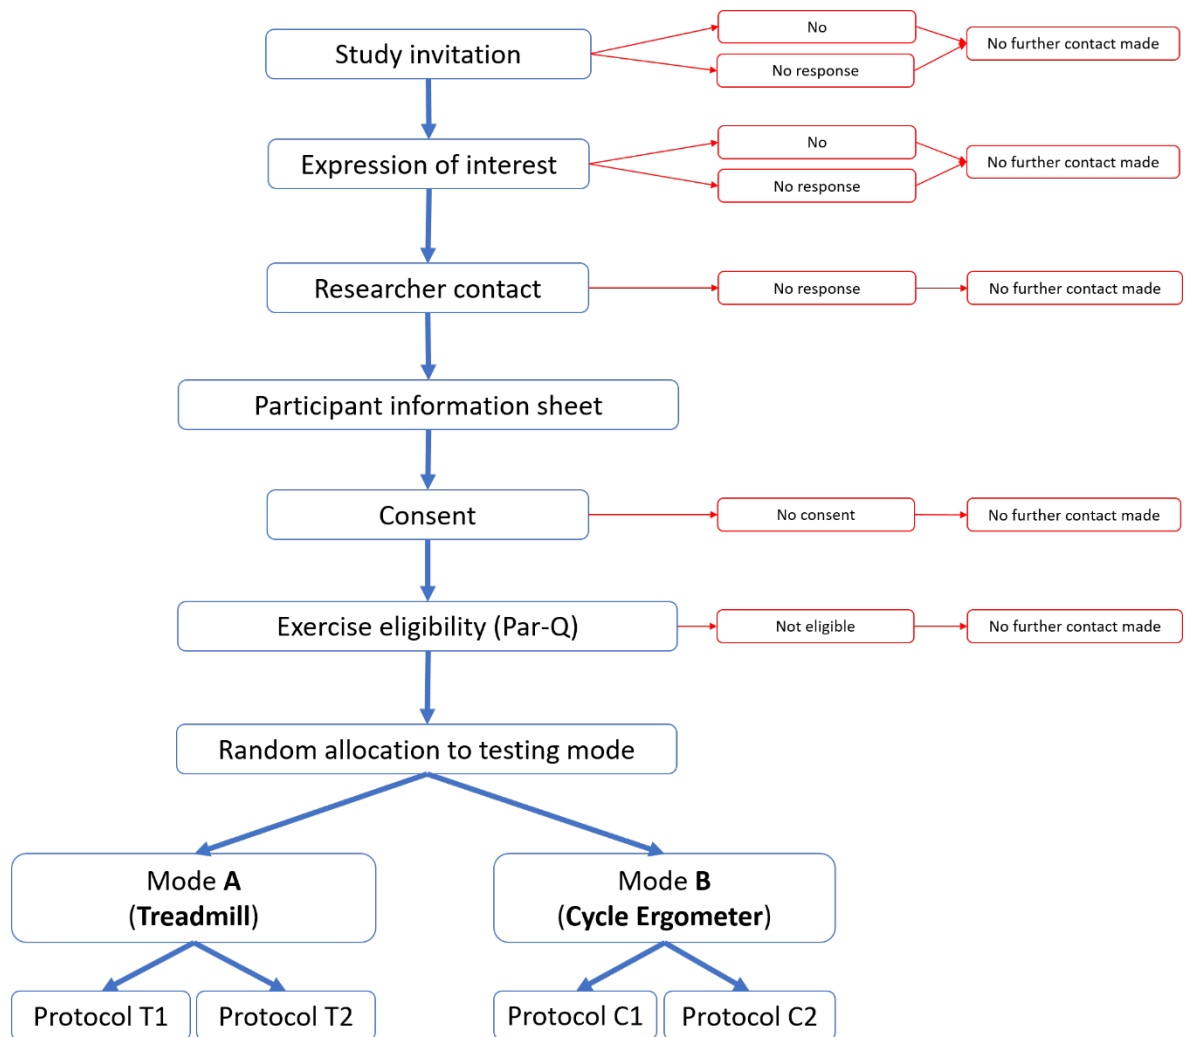 Study invitation
No
No response
No further contact made
Expression of interest
No
No response
No further contact made
Researcher contact
No response
No further contact made
Participant information sheet
Consent
No consent
No further contact made
Exercise eligibility (Par-Q)
Not eligible
No further contact made
Random allocation to testing mode
Mode A
(Treadmill)
Mode B
(Cycle Ergometer)
Protocol T1
Protocol T2
Protocol C1
Protocol C2